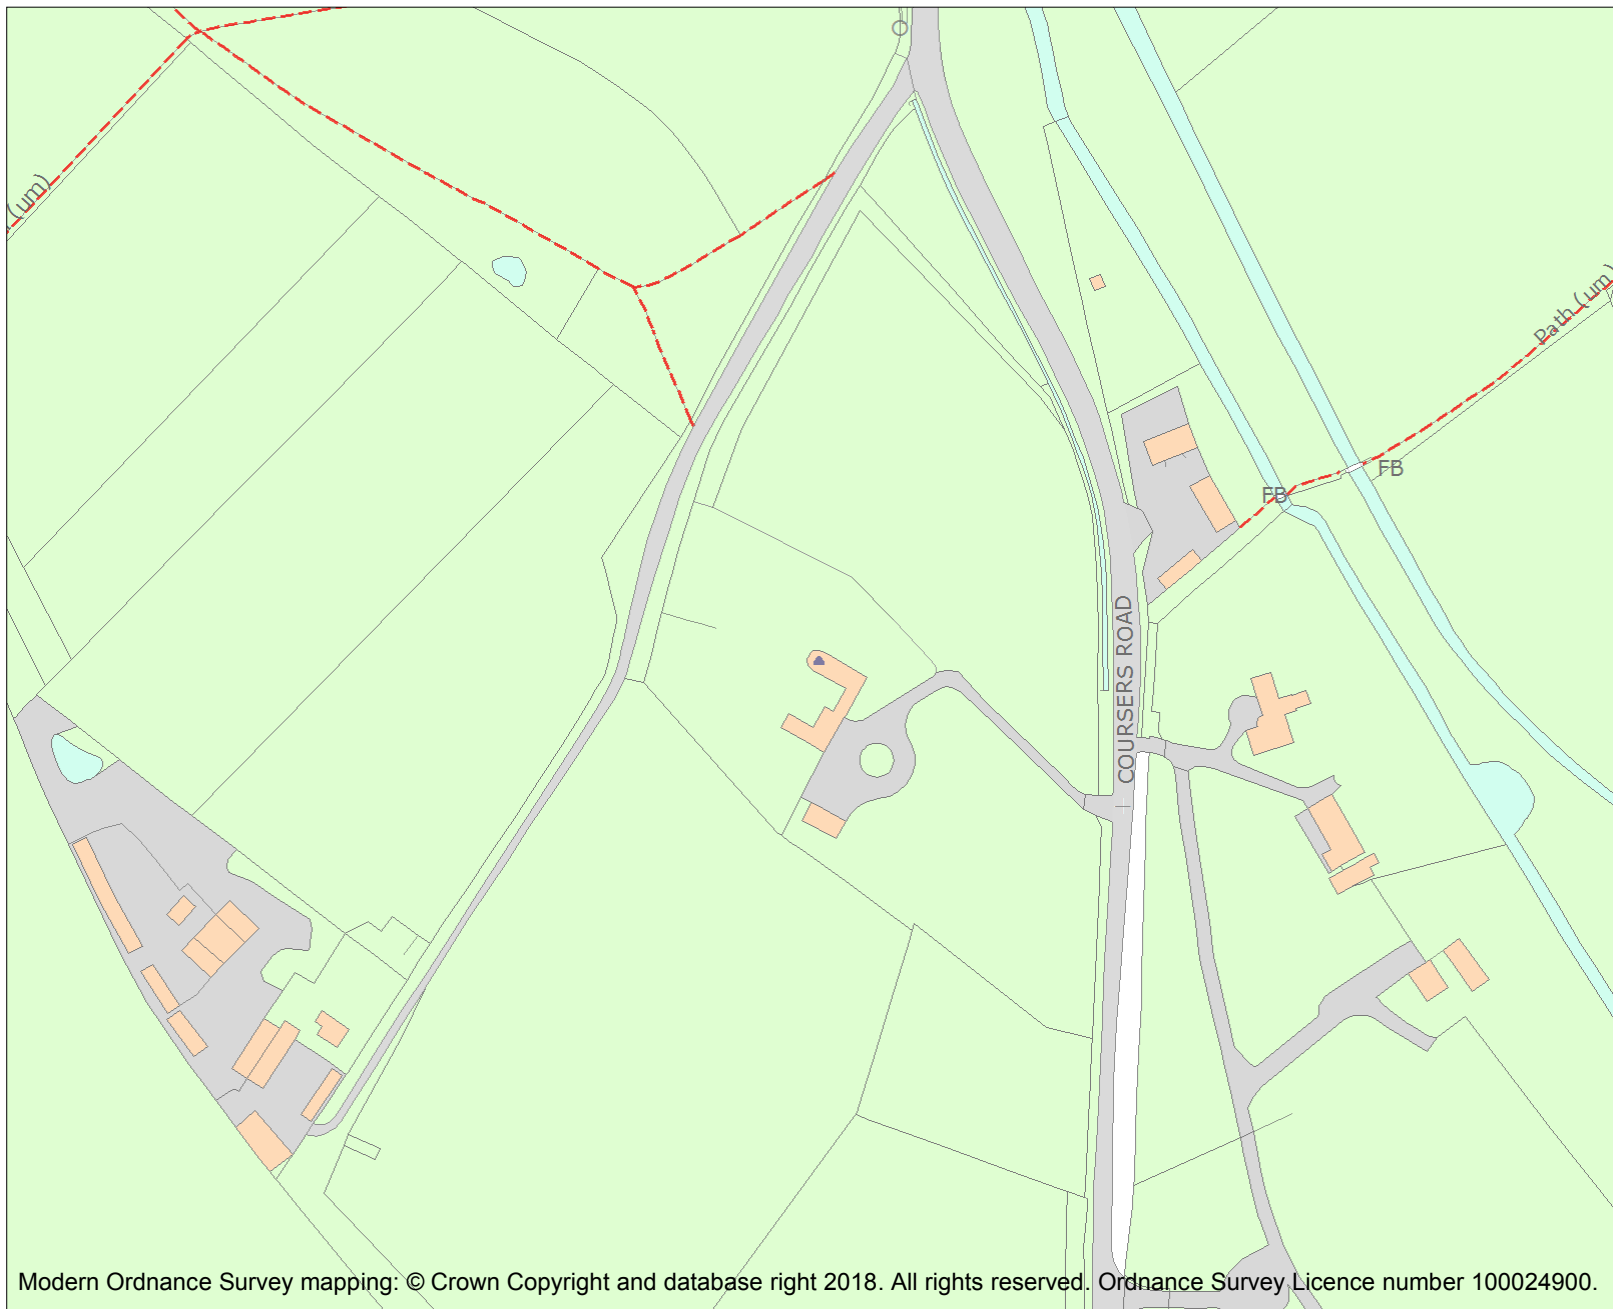 (um)
Path (um)
FB
FB
COURSERS ROAD
Modern Ordnance Survey mapping: © Crown Copyright and database right 2018. All rights reserved. Ordnance Survey Licence number 100024900.